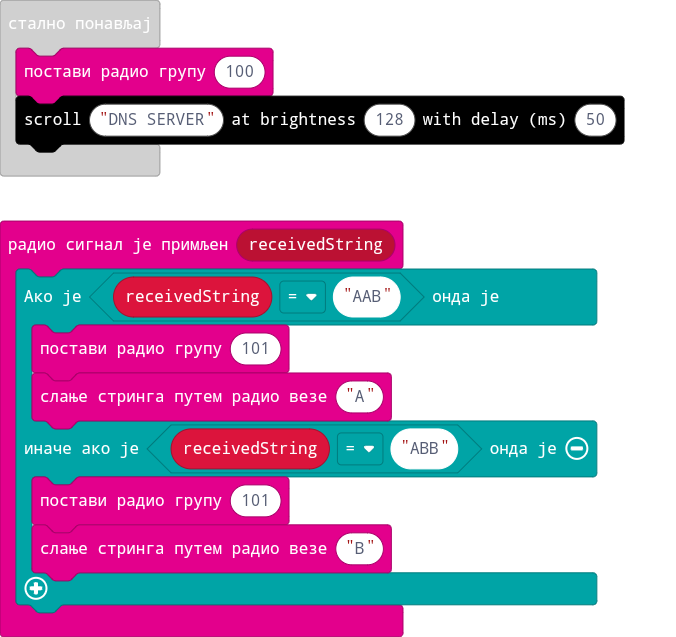 стално понављај
постави радио групу 100
scroll "DNS SERVER" at brightness 128 with delay (ms) 50
радио сигнал је примљен receivedString
Ако је receivedString = "AAB" онда је
постави радио групу 101
слање стринга путем радио везе "A"
иначе ако је receivedString = "ABB" онда је
постави радио групу 101
слање стринга путем радио везе "B"